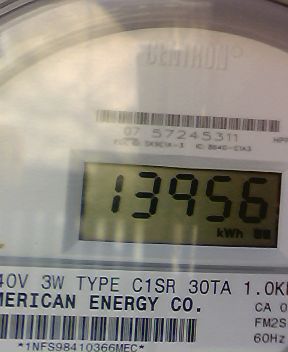 CENTRON®
07 57245311
13956
kWh
40V 3W TYPE C1SR 30TA 1.0K
MERICAN ENERGY CO.
CA 0
FM2S
60Hz
*1NFS98410366MEC*